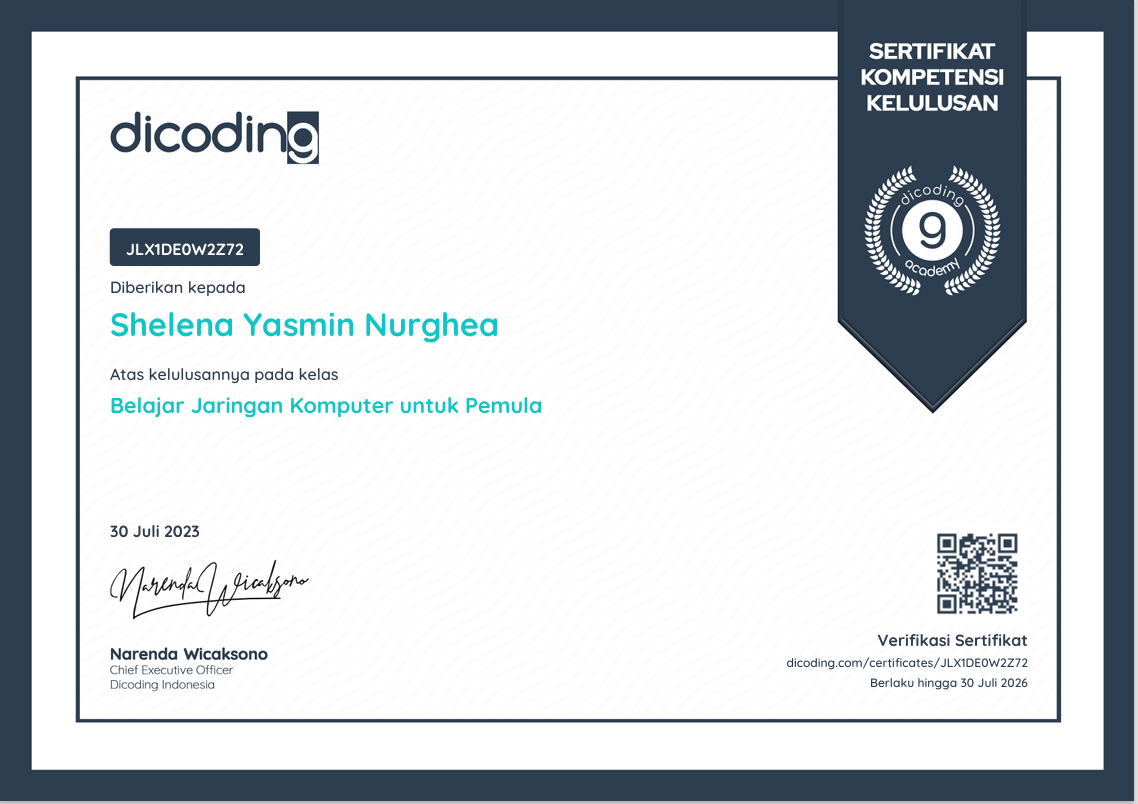 SERTIFIKAT
KOMPETENSI
KELULUSAN
dicoding
dicoding
9
academy
JLX1DE0W2Z72
Diberikan kepada
Shelena Yasmin Nurghea
Atas kelulusannya pada kelas
Belajar Jaringan Komputer untuk Pemula
30 Juli 2023
Narenda Wicaksono
Narenda Wicaksono
Chief Executive Officer
Dicoding Indonesia
Verifikasi Sertifikat
dicoding.com/certificates/JLX1DE0W2Z72
Berlaku hingga 30 Juli 2026